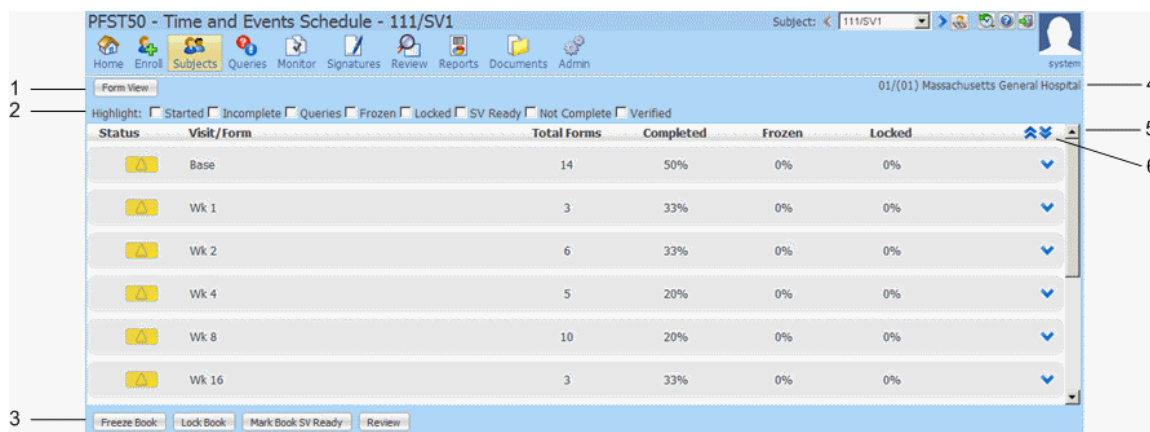 PFST50 - Time and Events Schedule - 111/SV1 Subject: 111/SV1
Home Enroll Subjects Queries Monitor Signatures Review Reports Documents Admin system
1 Form View 01/(01) Massachusetts General Hospital 4
2 Highlight: Started Incomplete Queries Frozen Locked SV Ready Not Complete Verified
Status Visit/Form Total Forms Completed Frozen Locked 5
6
Base 14 50% 0% 0%
Wk 1 3 33% 0% 0%
Wk 2 6 33% 0% 0%
Wk 4 5 20% 0% 0%
Wk 8 10 20% 0% 0%
Wk 16 3 33% 0% 0%
3 Freeze Book Lock Book Mark Book SV Ready Review